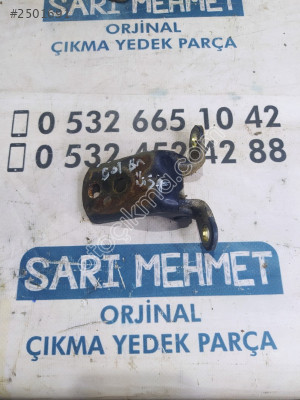 SARI MEHMET
ORJİNAL
ÇIKMA YEDEK PARÇA
0 532 665 10 42
0 532 452 42 88
SARI MEHMET
ORJİNAL
ÇIKMA YEDEK PARÇA